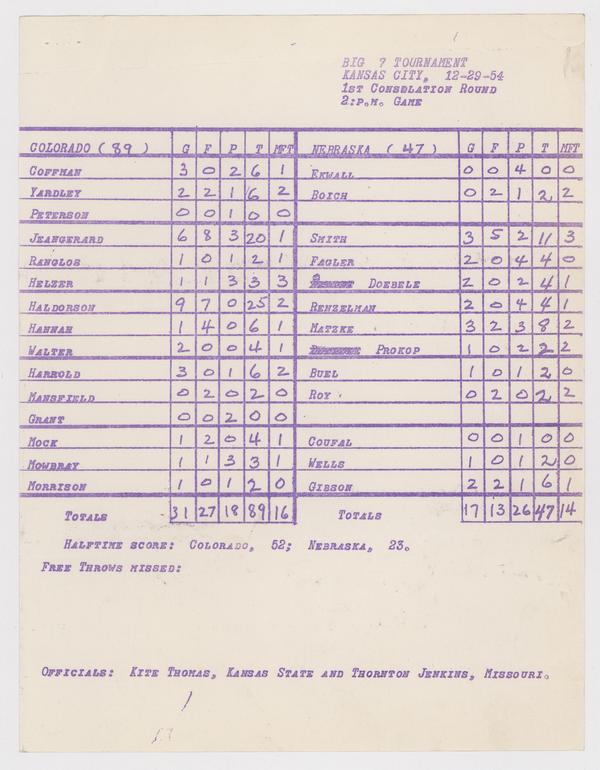 BIG 7 TOURNAMENT
KANSAS CITY, 12-29-54
1ST CONSOLATION ROUND
2:P.M. GAME
COLORADO (89) G F P T MFT NEBRASKA (47) G F P T MFT
COFFMAN 3 0 2 6 1 EKWALL 0 0 4 0 0
YARDLEY 2 2 1 6 2 BOICH 0 2 1 2 2
PETERSON 0 0 1 0 0
JEANGERARD 6 8 3 20 1 SMITH 3 5 2 11 3
RANGLOS 1 0 1 2 1 FAGLER 2 0 4 4 0
HELZER 1 1 3 3 3 DOEBELE 2 0 2 4 1
HALDORSON 9 7 0 25 2 RENZELMAN 2 0 4 4 1
HANNAH 1 4 0 6 1 MATZKE 3 2 3 8 2
WALTER 2 0 0 4 1 PROKOP 1 0 2 2 2
HARROLD 3 0 1 6 2 BUEL 1 0 1 2 0
MANSFIELD 0 2 0 2 0 ROY 0 2 0 2 2
GRANT 0 0 2 0 0
MOCK 1 2 0 4 1 COUFAL 0 0 1 0 0
MOWBRAY 1 1 3 3 1 WELLS 1 0 1 2 0
MORRISON 1 0 1 2 0 GIBSON 2 2 1 6 1
TOTALS 31 27 18 89 16 TOTALS 17 13 26 47 14
HALFTIME SCORE: COLORADO, 52; NEBRASKA, 23.
FREE THROWS MISSED:
OFFICIALS: KITE THOMAS, KANSAS STATE AND THORNTON JENKINS, MISSOURI.